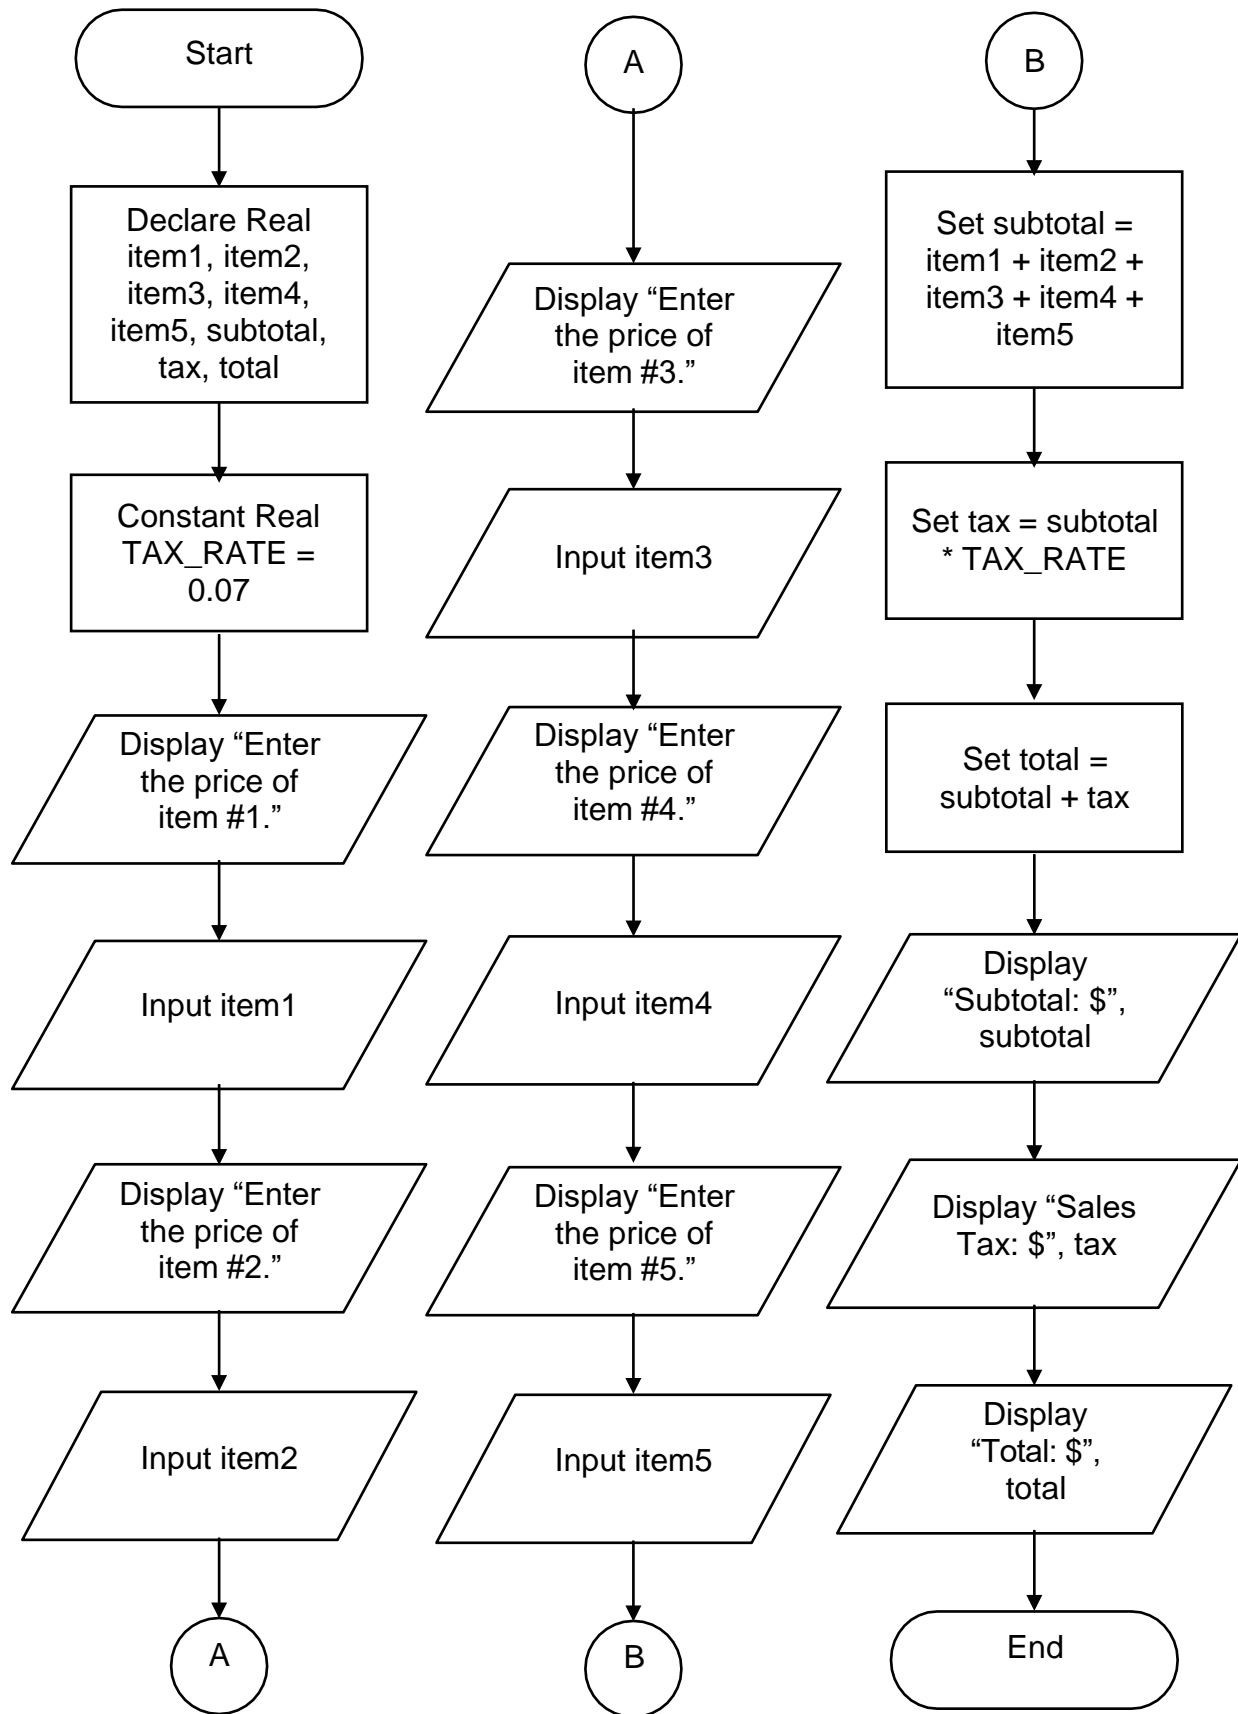 Start
Declare Real
item1, item2,
item3, item4,
item5, subtotal,
tax, total
Constant Real
TAX_RATE =
0.07
Display “Enter
the price of
item #1.”
Input item1
Display “Enter
the price of
item #2.”
Input item2
A
A
Display “Enter
the price of
item #3.”
Input item3
Display “Enter
the price of
item #4.”
Input item4
Display “Enter
the price of
item #5.”
Input item5
B
B
Set subtotal =
item1 + item2 +
item3 + item4 +
item5
Set tax = subtotal
* TAX_RATE
Set total =
subtotal + tax
Display
“Subtotal: $”,
subtotal
Display “Sales
Tax: $”, tax
Display
“Total: $”,
total
End